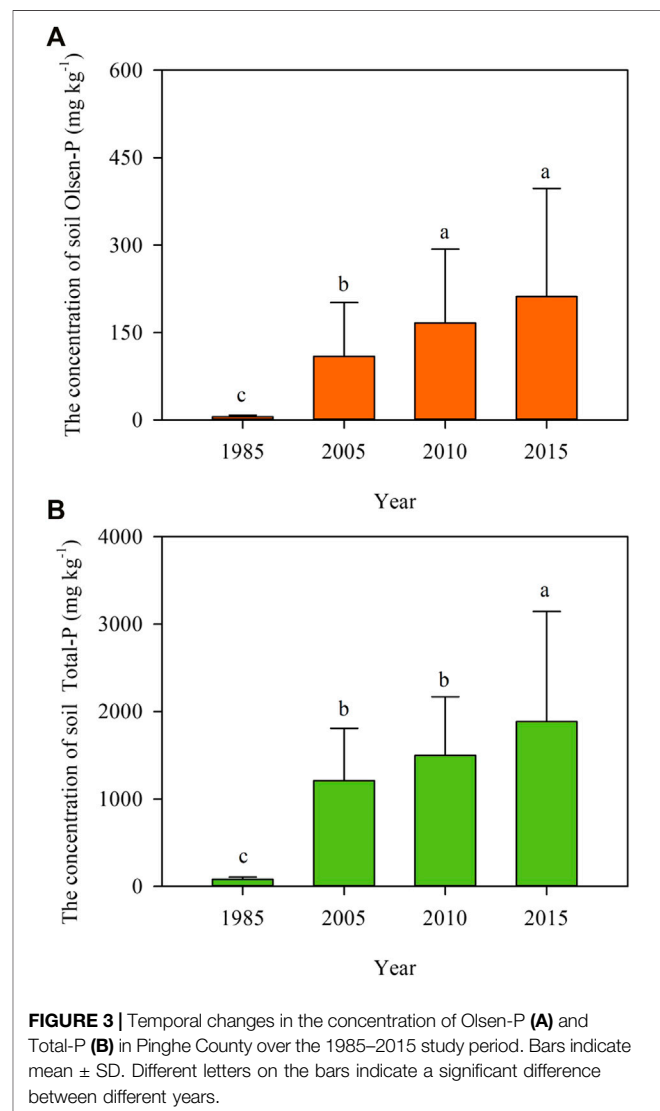 A
The concentration of soil Olsen-P (mg kg⁻¹)
600
450
300
150
0
c
b
a
a
1985 2005 2010 2015
Year
B
The concentration of soil Total-P (mg kg⁻¹)
4000
3000
2000
1000
0
c
b
b
a
1985 2005 2010 2015
Year
FIGURE 3 | Temporal changes in the concentration of Olsen-P (A) and
Total-P (B) in Pinghe County over the 1985–2015 study period. Bars indicate
mean ± SD. Different letters on the bars indicate a significant difference
between different years.